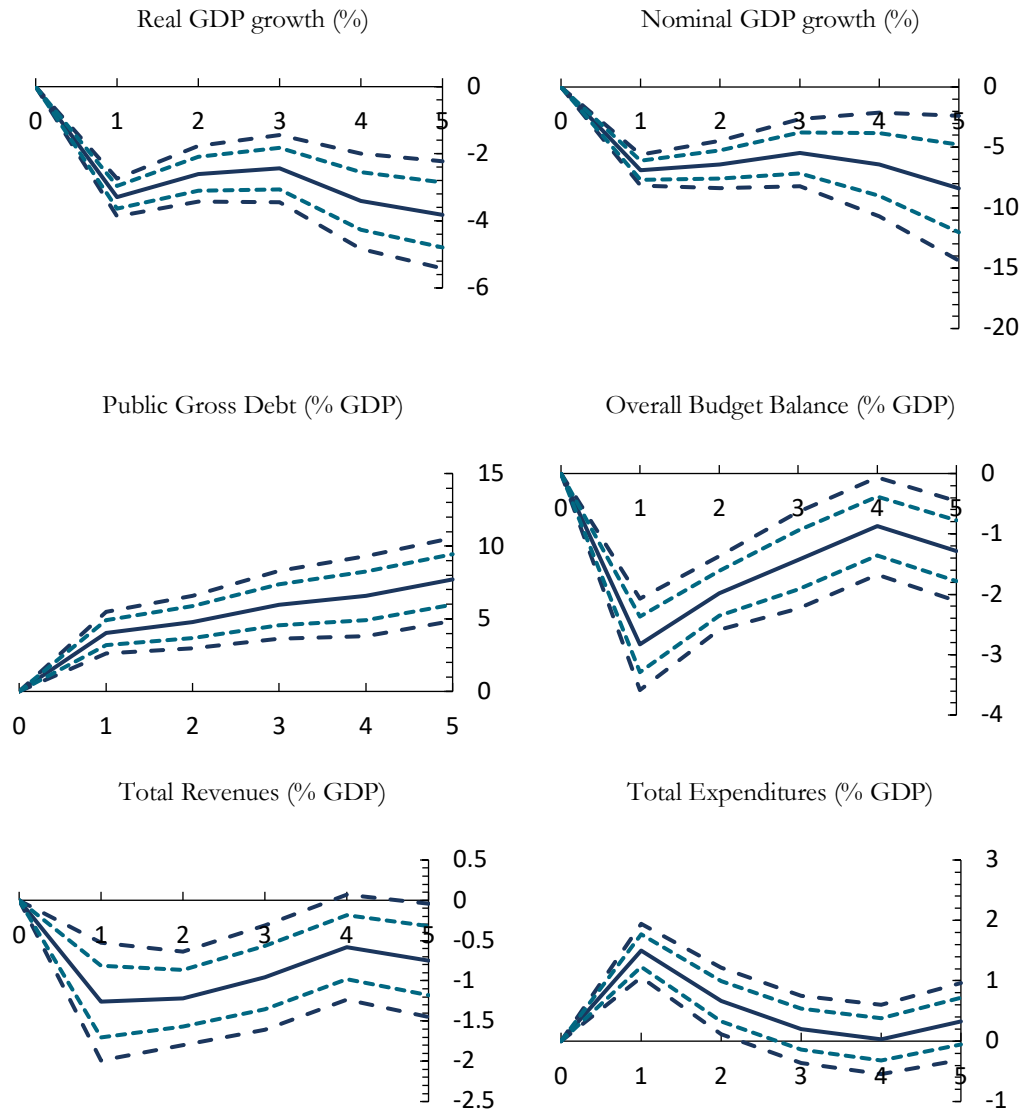 Real GDP growth (%)
0
0 1 2 3 4 5
-2
-4
-6
Nominal GDP growth (%)
0
0 1 2 3 4 5
-5
-10
-15
-20
Public Gross Debt (% GDP)
15
10
5
0
0 1 2 3 4 5
Overall Budget Balance (% GDP)
0
0 1 2 3 4 5
-1
-2
-3
-4
Total Revenues (% GDP)
0.5
0
0 1 2 3 4 5
-0.5
-1
-1.5
-2
-2.5
Total Expenditures (% GDP)
3
2
1
0
0 1 2 3 4 5
-1